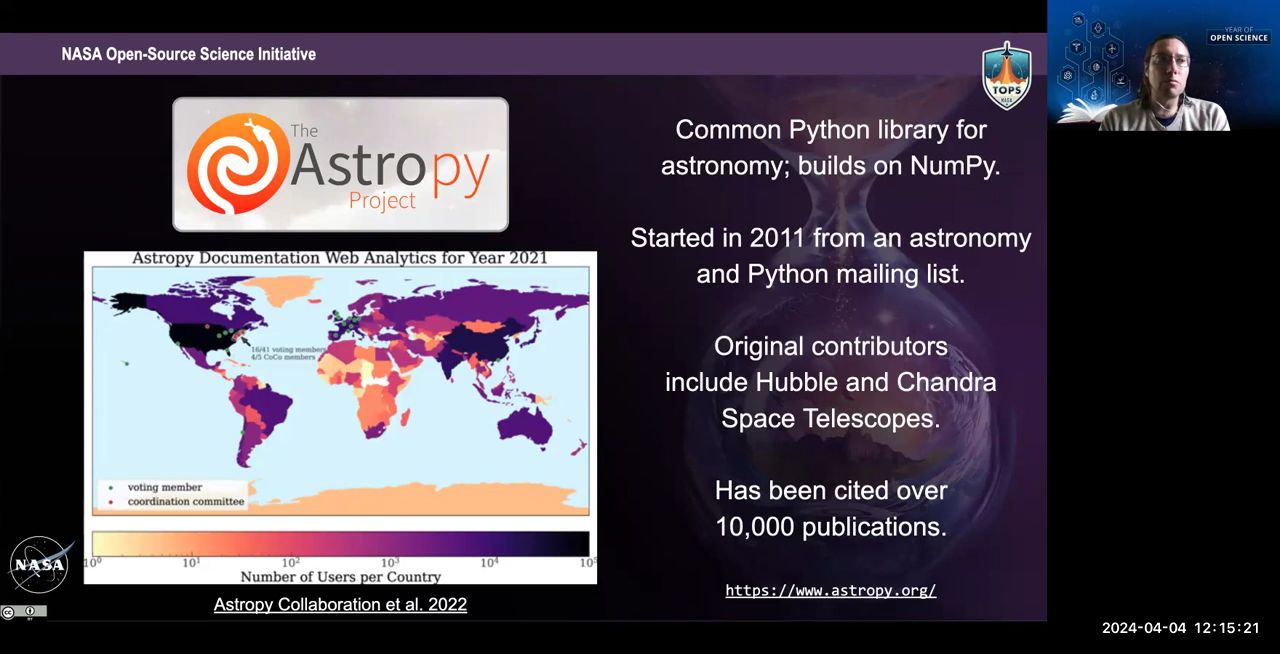 NASA Open-Source Science Initiative
TOPS
NASA
YEAR OF
OPEN SCIENCE
The
Astropy
Project
Common Python library for
astronomy; builds on NumPy.
Started in 2011 from an astronomy
and Python mailing list.
Original contributors
include Hubble and Chandra
Space Telescopes.
Has been cited over
10,000 publications.
https://www.astropy.org/
Astropy Documentation Web Analytics for Year 2021
16/41 voting members
4/5 CoCo members
voting member
coordination committee
10⁰ 10¹ 10² 10³ 10⁴ 10⁵
Number of Users per Country
Astropy Collaboration et al. 2022
NASA
cc
BY
2024-04-04 12:15:21